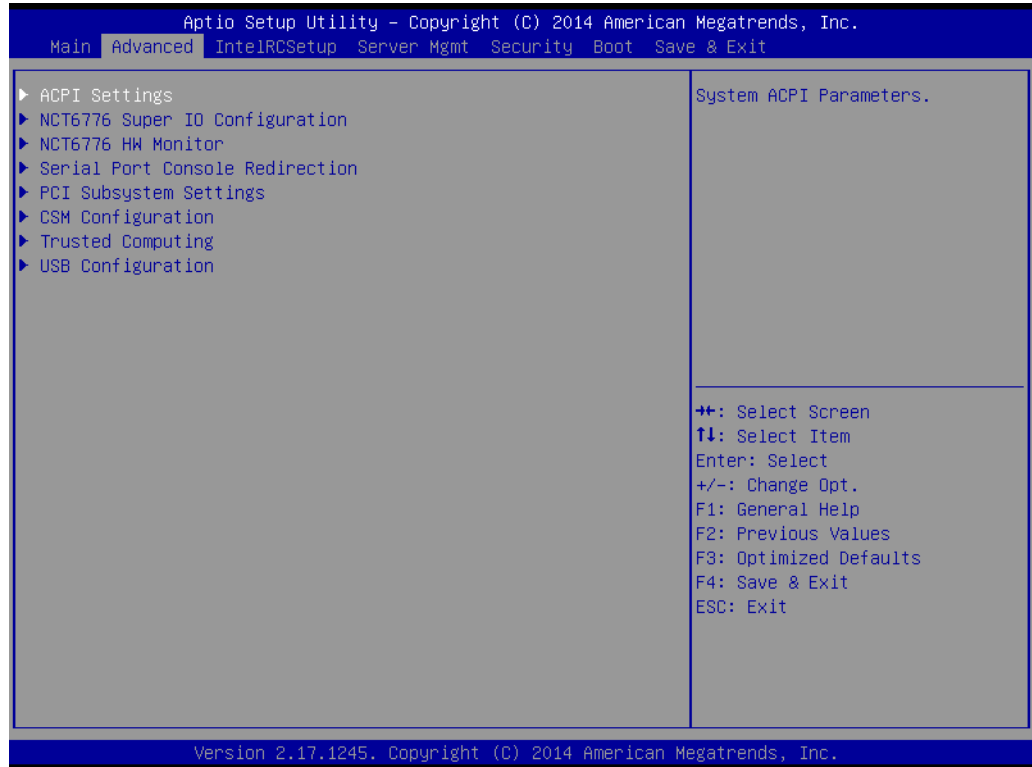 Aptio Setup Utility – Copyright (C) 2014 American Megatrends, Inc.
Main Advanced IntelRCSetup Server Mgmt Security Boot Save & Exit
▶ ACPI Settings
▶ NCT6776 Super IO Configuration
▶ NCT6776 HW Monitor
▶ Serial Port Console Redirection
▶ PCI Subsystem Settings
▶ CSM Configuration
▶ Trusted Computing
▶ USB Configuration
System ACPI Parameters.
→←: Select Screen
↑↓: Select Item
Enter: Select
+/-: Change Opt.
F1: General Help
F2: Previous Values
F3: Optimized Defaults
F4: Save & Exit
ESC: Exit
Version 2.17.1245. Copyright (C) 2014 American Megatrends, Inc.